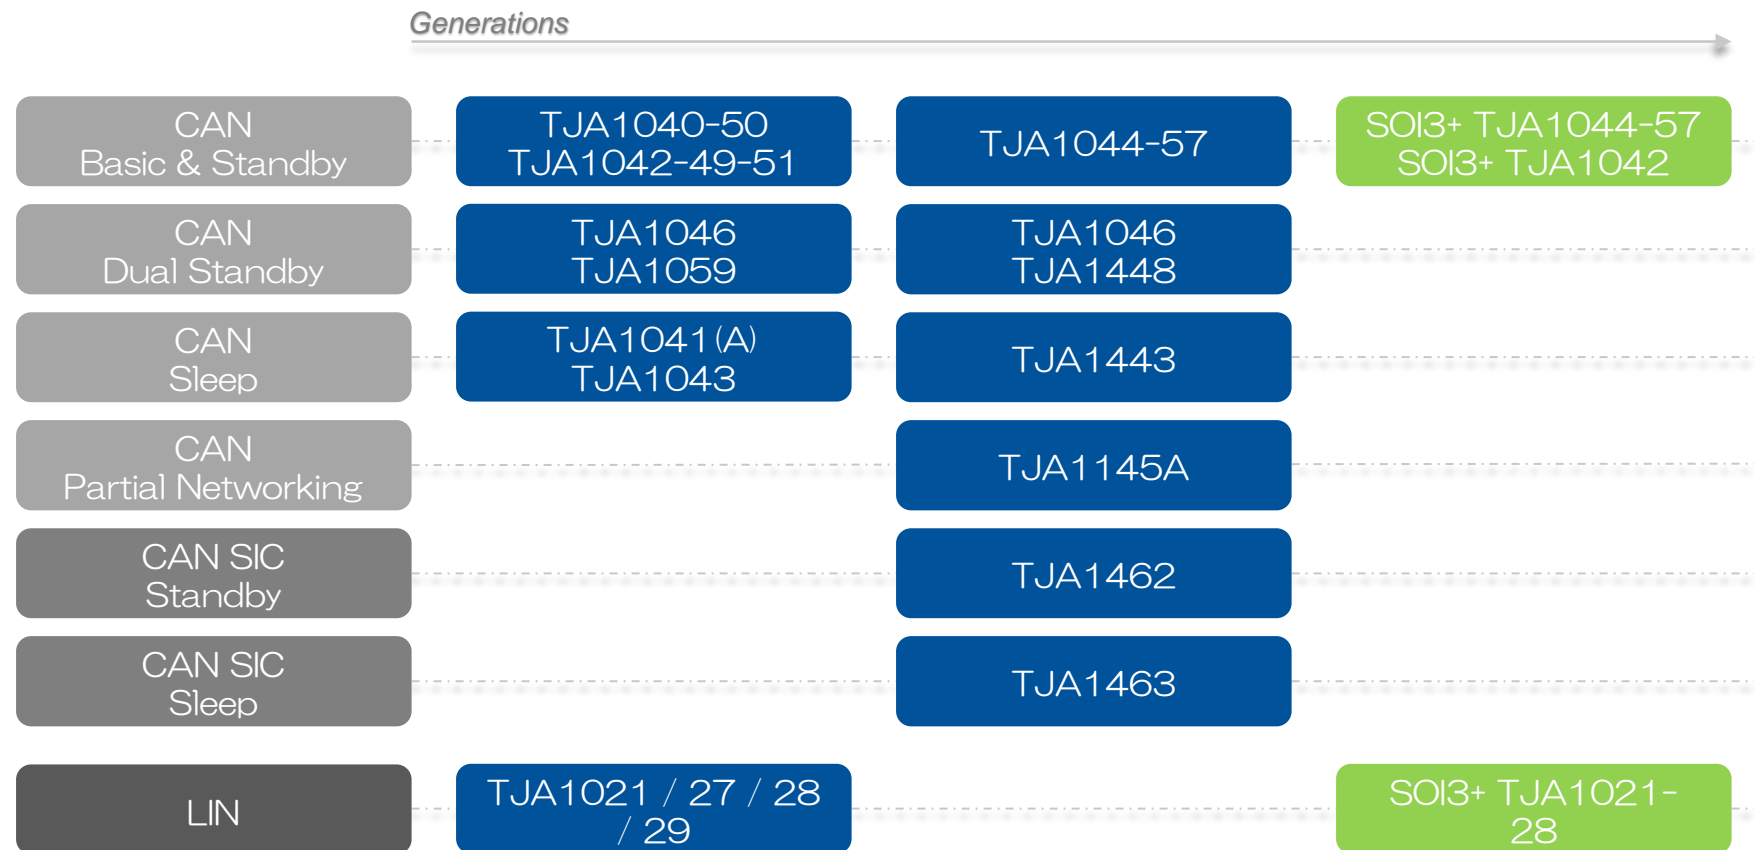 Generations
CAN
Basic & Standby
TJA1040-50
TJA1042-49-51
TJA1044-57
SOI3+ TJA1044-57
SOI3+ TJA1042
CAN
Dual Standby
TJA1046
TJA1059
TJA1046
TJA1448
CAN
Sleep
TJA1041(A)
TJA1043
TJA1443
CAN
Partial Networking
TJA1145A
CAN SIC
Standby
TJA1462
CAN SIC
Sleep
TJA1463
LIN
TJA1021 / 27 / 28
/ 29
SOI3+ TJA1021-
28